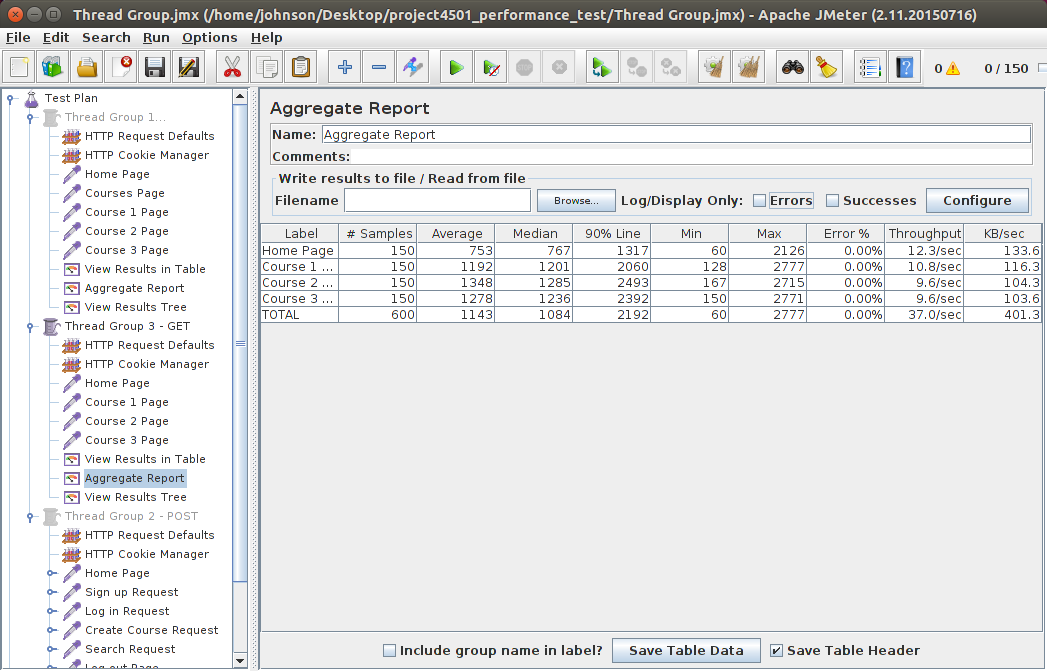 Thread Group.jmx (/home/johnson/Desktop/project4501_performance_test/Thread Group.jmx) - Apache JMeter (2.11.20150716)
File Edit Search Run Options Help
0 0 / 150
Test Plan
Thread Group 1...
HTTP Request Defaults
HTTP Cookie Manager
Home Page
Courses Page
Course 1 Page
Course 2 Page
Course 3 Page
View Results in Table
Aggregate Report
View Results Tree
Thread Group 3 - GET
HTTP Request Defaults
HTTP Cookie Manager
Home Page
Course 1 Page
Course 2 Page
Course 3 Page
View Results in Table
Aggregate Report
View Results Tree
Thread Group 2 - POST
HTTP Request Defaults
HTTP Cookie Manager
Home Page
Sign up Request
Log in Request
Create Course Request
Search Request
Log out Page
Aggregate Report
Name: Aggregate Report
Comments:
Write results to file / Read from file
Filename Browse... Log/Display Only: Errors Successes Configure
Label # Samples Average Median 90% Line Min Max Error % Throughput KB/sec
Home Page 150 753 767 1317 60 2126 0.00% 12.3/sec 133.6
Course 1 ... 150 1192 1201 2060 128 2777 0.00% 10.8/sec 116.3
Course 2 ... 150 1348 1285 2493 167 2715 0.00% 9.6/sec 104.3
Course 3 ... 150 1278 1236 2392 150 2771 0.00% 9.6/sec 103.6
TOTAL 600 1143 1084 2192 60 2777 0.00% 37.0/sec 401.3
Include group name in label? Save Table Data Save Table Header